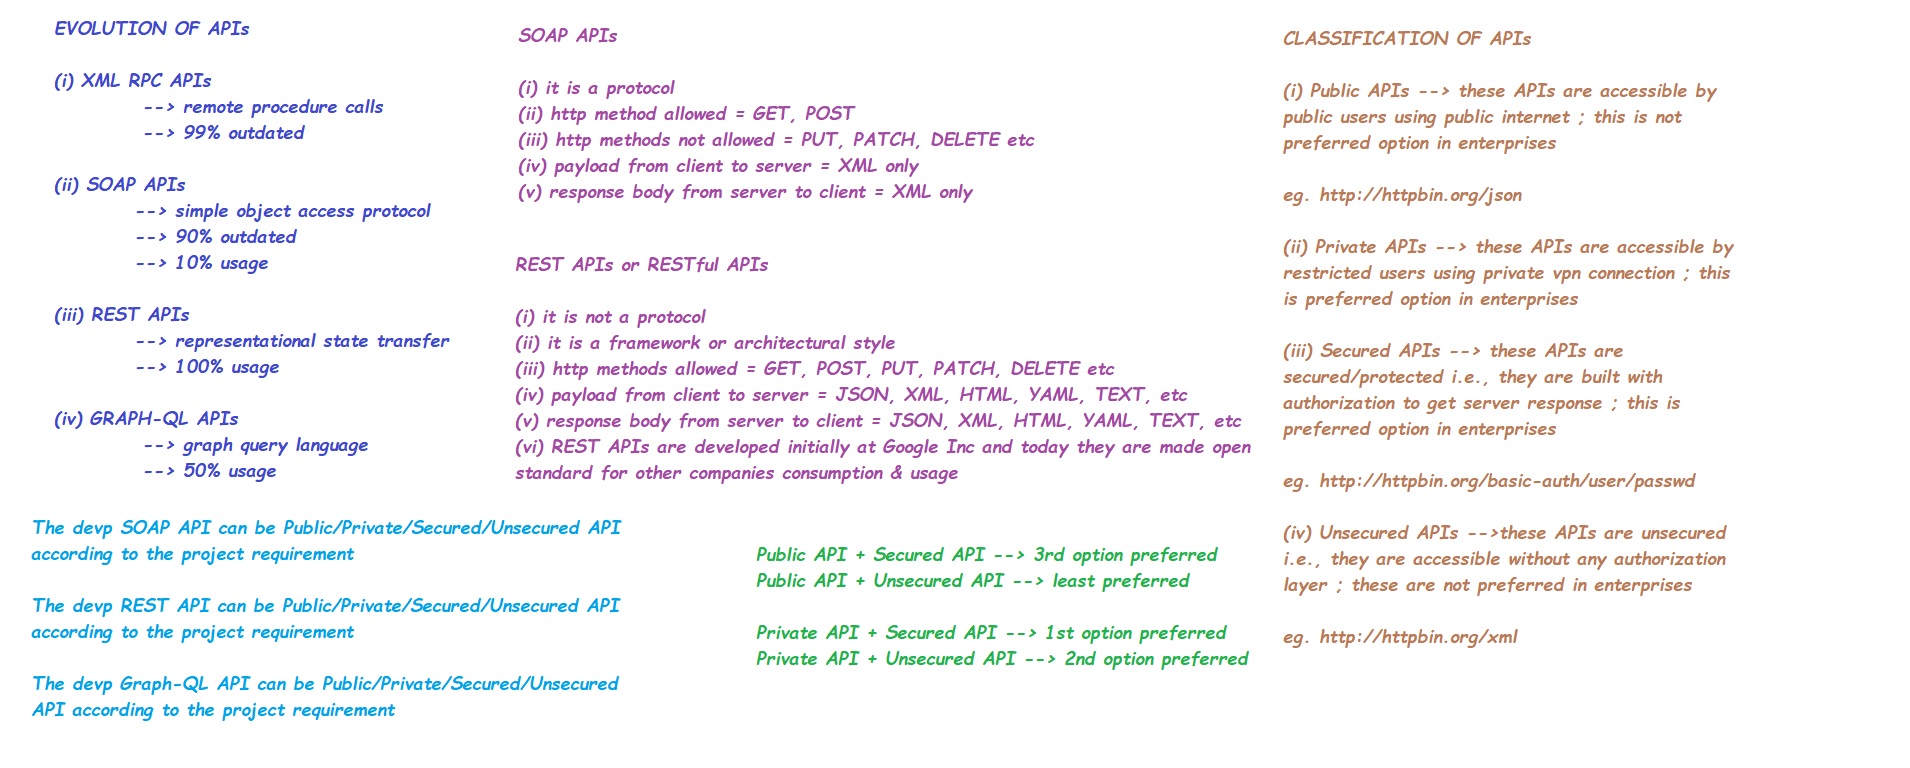 EVOLUTION OF APIs
(i) XML RPC APIs
--> remote procedure calls
--> 99% outdated
(ii) SOAP APIs
--> simple object access protocol
--> 90% outdated
--> 10% usage
(iii) REST APIs
--> representational state transfer
--> 100% usage
(iv) GRAPH-QL APIs
--> graph query language
--> 50% usage
The devp SOAP API can be Public/Private/Secured/Unsecured API
according to the project requirement
The devp REST API can be Public/Private/Secured/Unsecured API
according to the project requirement
The devp Graph-QL API can be Public/Private/Secured/Unsecured
API according to the project requirement
SOAP APIs
(i) it is a protocol
(ii) http method allowed = GET, POST
(iii) http methods not allowed = PUT, PATCH, DELETE etc
(iv) payload from client to server = XML only
(v) response body from server to client = XML only
REST APIs or RESTful APIs
(i) it is not a protocol
(ii) it is a framework or architectural style
(iii) http methods allowed = GET, POST, PUT, PATCH, DELETE etc
(iv) payload from client to server = JSON, XML, HTML, YAML, TEXT, etc
(v) response body from server to client = JSON, XML, HTML, YAML, TEXT, etc
(vi) REST APIs are developed initially at Google Inc and today they are made open
standard for other companies consumption & usage
Public API + Secured API --> 3rd option preferred
Public API + Unsecured API --> least preferred
Private API + Secured API --> 1st option preferred
Private API + Unsecured API --> 2nd option preferred
CLASSIFICATION OF APIs
(i) Public APIs --> these APIs are accessible by
public users using public internet ; this is not
preferred option in enterprises
eg. http://httpbin.org/json
(ii) Private APIs --> these APIs are accessible by
restricted users using private vpn connection ; this
is preferred option in enterprises
(iii) Secured APIs --> these APIs are
secured/protected i.e., they are built with
authorization to get server response ; this is
preferred option in enterprises
eg. http://httpbin.org/basic-auth/user/passwd
(iv) Unsecured APIs -->these APIs are unsecured
i.e., they are accessible without any authorization
layer ; these are not preferred in enterprises
eg. http://httpbin.org/xml